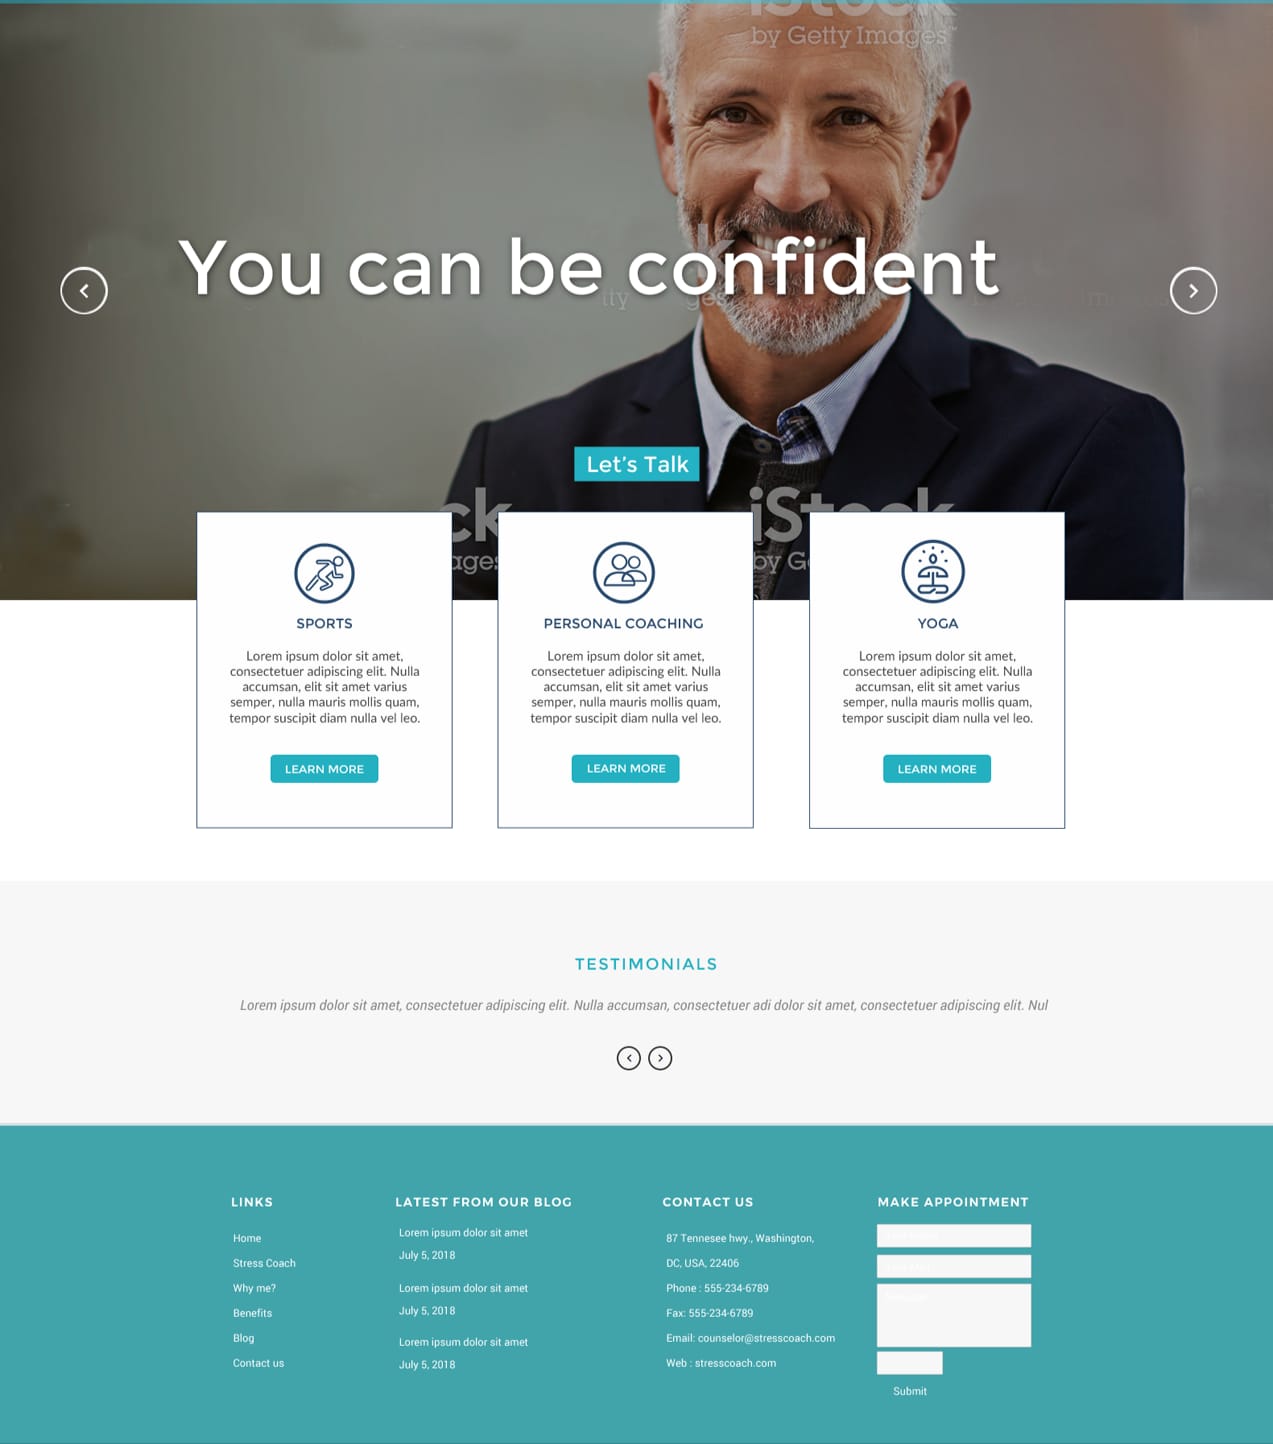 iStock
by Getty Images™
You can be confident
Let's Talk
SPORTS
Lorem ipsum dolor sit amet,
consectetuer adipiscing elit. Nulla
accumsan, elit sit amet varius
semper, nulla mauris mollis quam,
tempor suscipit diam nulla vel leo.
LEARN MORE
PERSONAL COACHING
Lorem ipsum dolor sit amet,
consectetuer adipiscing elit. Nulla
accumsan, elit sit amet varius
semper, nulla mauris mollis quam,
tempor suscipit diam nulla vel leo.
LEARN MORE
YOGA
Lorem ipsum dolor sit amet,
consectetuer adipiscing elit. Nulla
accumsan, elit sit amet varius
semper, nulla mauris mollis quam,
tempor suscipit diam nulla vel leo.
LEARN MORE
TESTIMONIALS
Lorem ipsum dolor sit amet, consectetuer adipiscing elit. Nulla accumsan, consectetuer adi dolor sit amet, consectetuer adipiscing elit. Nul
LINKS
Home
Stress Coach
Why me?
Benefits
Blog
Contact us
LATEST FROM OUR BLOG
Lorem ipsum dolor sit amet
July 5, 2018
Lorem ipsum dolor sit amet
July 5, 2018
Lorem ipsum dolor sit amet
July 5, 2018
CONTACT US
87 Tennesee hwy., Washington,
DC, USA, 22406
Phone : 555-234-6789
Fax: 555-234-6789
Email: counselor@stresscoach.com
Web : stresscoach.com
MAKE APPOINTMENT
Submit